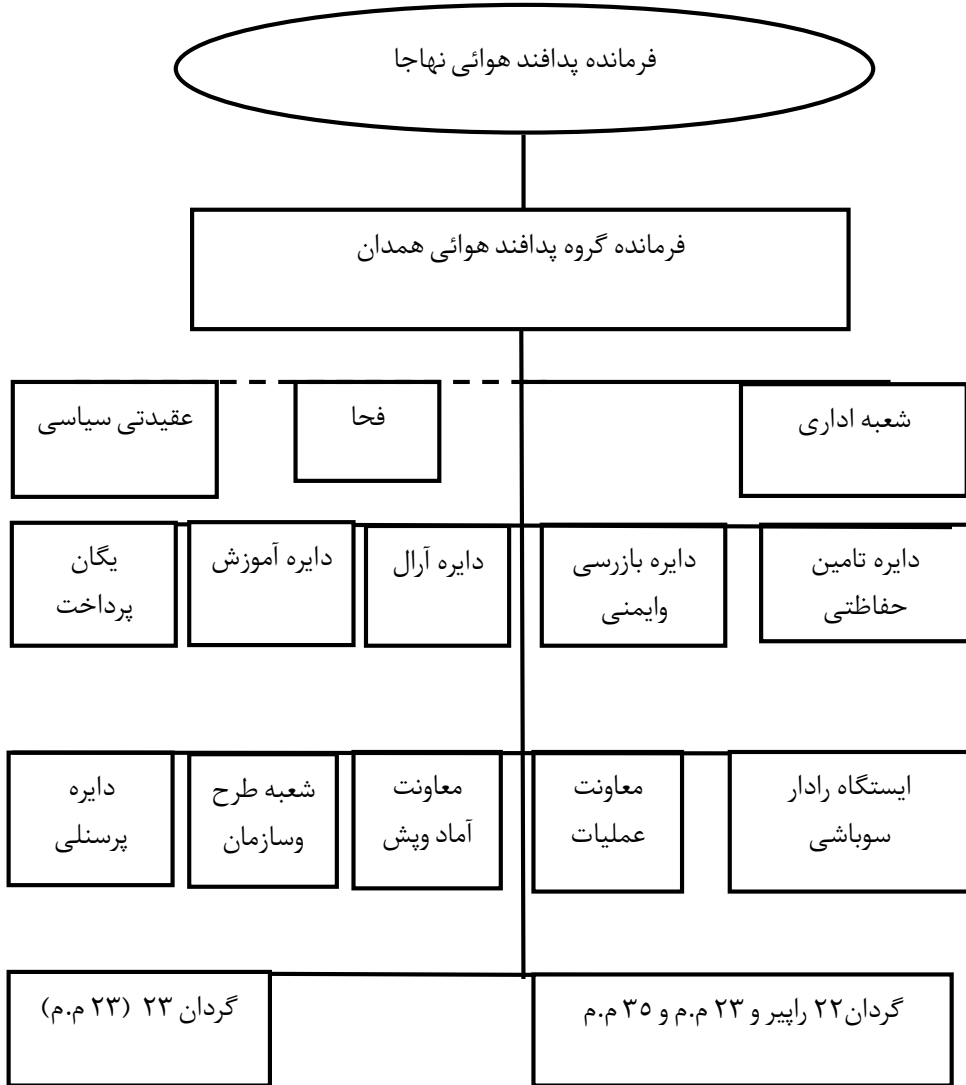 فرمانده پدافند هوائی نهاجا
فرمانده گروه پدافند هوائی همدان
شعبه اداری
فحا
عقیدتی سیاسی
دایره تامین
حفاظتی
دایره بازرسی
وایمنی
دایره آرال
دایره آموزش
یگان
پرداخت
ایستگاه رادار
سوباشی
معاونت
عملیات
معاونت
آماد وپش
شعبه طرح
وسازمان
دایره
پرسنلی
گردان۲۲ راپیر و ۲۳ م.م و ۳۵ م.م
گردان ۲۳ (۲۳ م.م)